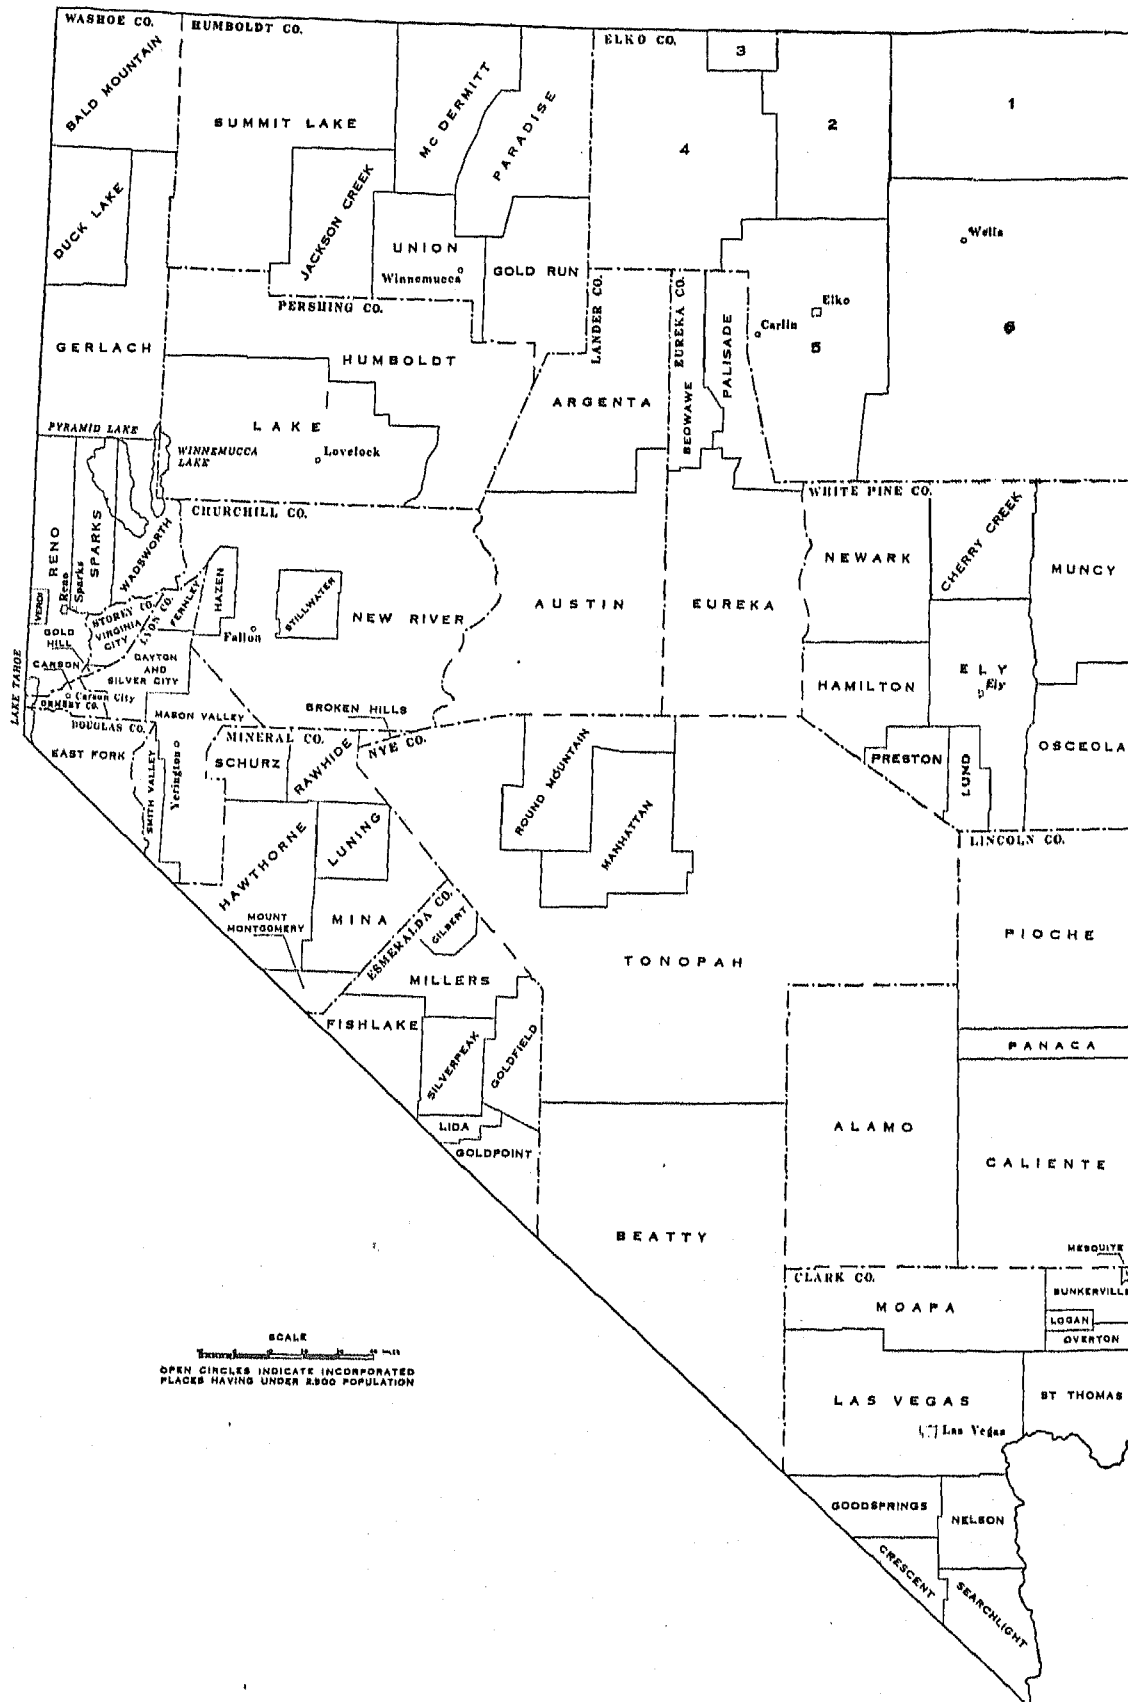 WASHOE CO.
HUMBOLDT CO.
ELKO CO.
3
BALD MOUNTAIN
SUMMIT LAKE
MC DERMITT
PARADISE
4
2
1
DUCK LAKE
JACKSON CREEK
UNION
Winnemucca
GOLD RUN
Wells
PERSHING CO.
LANDER CO.
EUREKA CO.
PALISADE
Elko
Carlin
5
6
GERLACH
HUMBOLDT
ARGENTA
BEOWAWE
PYRAMID LAKE
LAKE
WINNEMUCCA
LAKE
Lovelock
CHURCHILL CO.
WHITE PINE CO.
RENO
SPARKS
WADSWORTH
Reno
Sparks
VERDI
STOREY CO.
VIRGINIA
CITY
LYON CO.
FERNLEY
HAZEN
Fallon
STILLWATER
NEW RIVER
AUSTIN
EUREKA
NEWARK
CHERRY CREEK
MUNCY
GOLD
HILL
CARSON
DAYTON
AND
SILVER CITY
HAMILTON
ELY
Ely
LAKE TAHOE
ORMSBY CO.
Carson City
DOUGLAS CO.
MASON VALLEY
BROKEN HILLS
MINERAL CO.
NYE CO.
EAST FORK
SMITH VALLEY
Yerington
SCHURZ
RAWHIDE
ROUND MOUNTAIN
MANHATTAN
PRESTON
LUND
OSCEOLA
LINCOLN CO.
HAWTHORNE
LUNING
MOUNT
MONTGOMERY
MINA
ESMERALDA CO.
GILBERT
TONOPAH
PIOCHE
MILLERS
FISHLAKE
SILVERPEAK
GOLDFIELD
PANACA
LIDA
GOLDPOINT
ALAMO
CALIENTE
BEATTY
MESQUITE
CLARK CO.
MOAPA
BUNKERVILLE
LOGAN
OVERTON
SCALE
OPEN CIRCLES INDICATE INCORPORATED
PLACES HAVING UNDER 2,500 POPULATION
LAS VEGAS
Las Vegas
ST THOMAS
GOODSPRINGS
NELSON
CRESCENT
SEARCHLIGHT